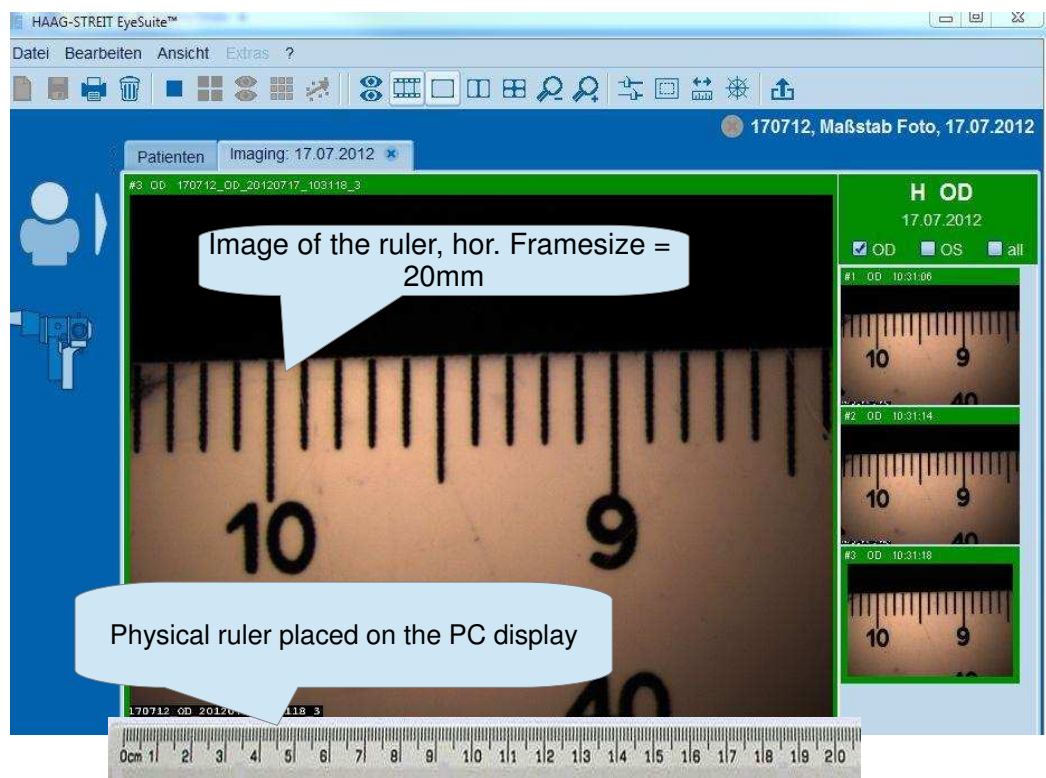 HAAG-STREIT EyeSuite™
Datei Bearbeiten Ansicht Extras ?
170712, Maßstab Foto, 17.07.2012
Patienten Imaging: 17.07.2012
#3 OD 170712_OD_20120717_103118_3
H OD
17.07.2012
OD OS all
Image of the ruler, hor. Framesize =
20mm
#1 OD 10:31:06
10 9
40
#2 OD 10:31:14
10 9
40
#3 OD 10:31:18
10 9
10 9
40
Physical ruler placed on the PC display
170712_OD_2012 118_3
0cm 1 2 3 4 5 6 7 8 9 10 11 12 13 14 15 16 17 18 19 20